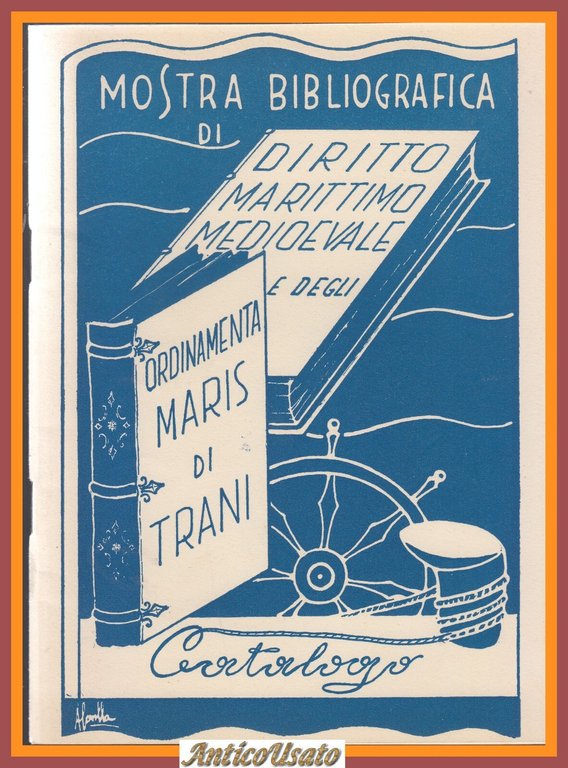 MOSTRA BIBLIOGRAFICA
DI
DIRITTO
MARITTIMO
MEDIOEVALE
E DEGLI
ORDINAMENTA
MARIS
DI
TRANI
Catalogo
AnticoUsato